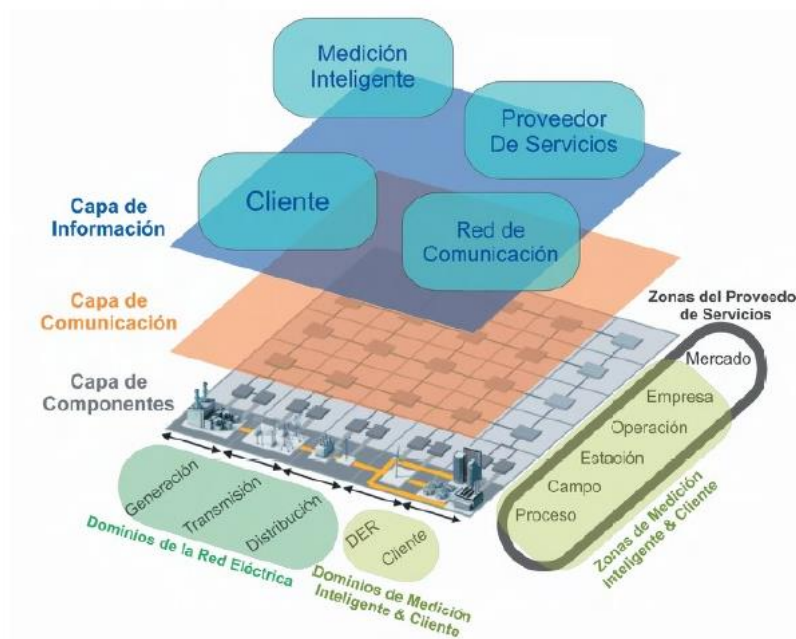 Medición
Inteligente
Proveedor
De Servicios
Cliente
Red de
Comunicación
Capa de
Información
Capa de
Comunicación
Capa de
Componentes
Zonas del Proveedo
de Servicios
Mercado
Empresa
Operación
Estación
Campo
Proceso
Zonas de Medición
Inteligente & Cliente
Generación
Transmisión
Distribución
Dominios de la Red Eléctrica
DER
Cliente
Dominios de Medición
Inteligente & Cliente